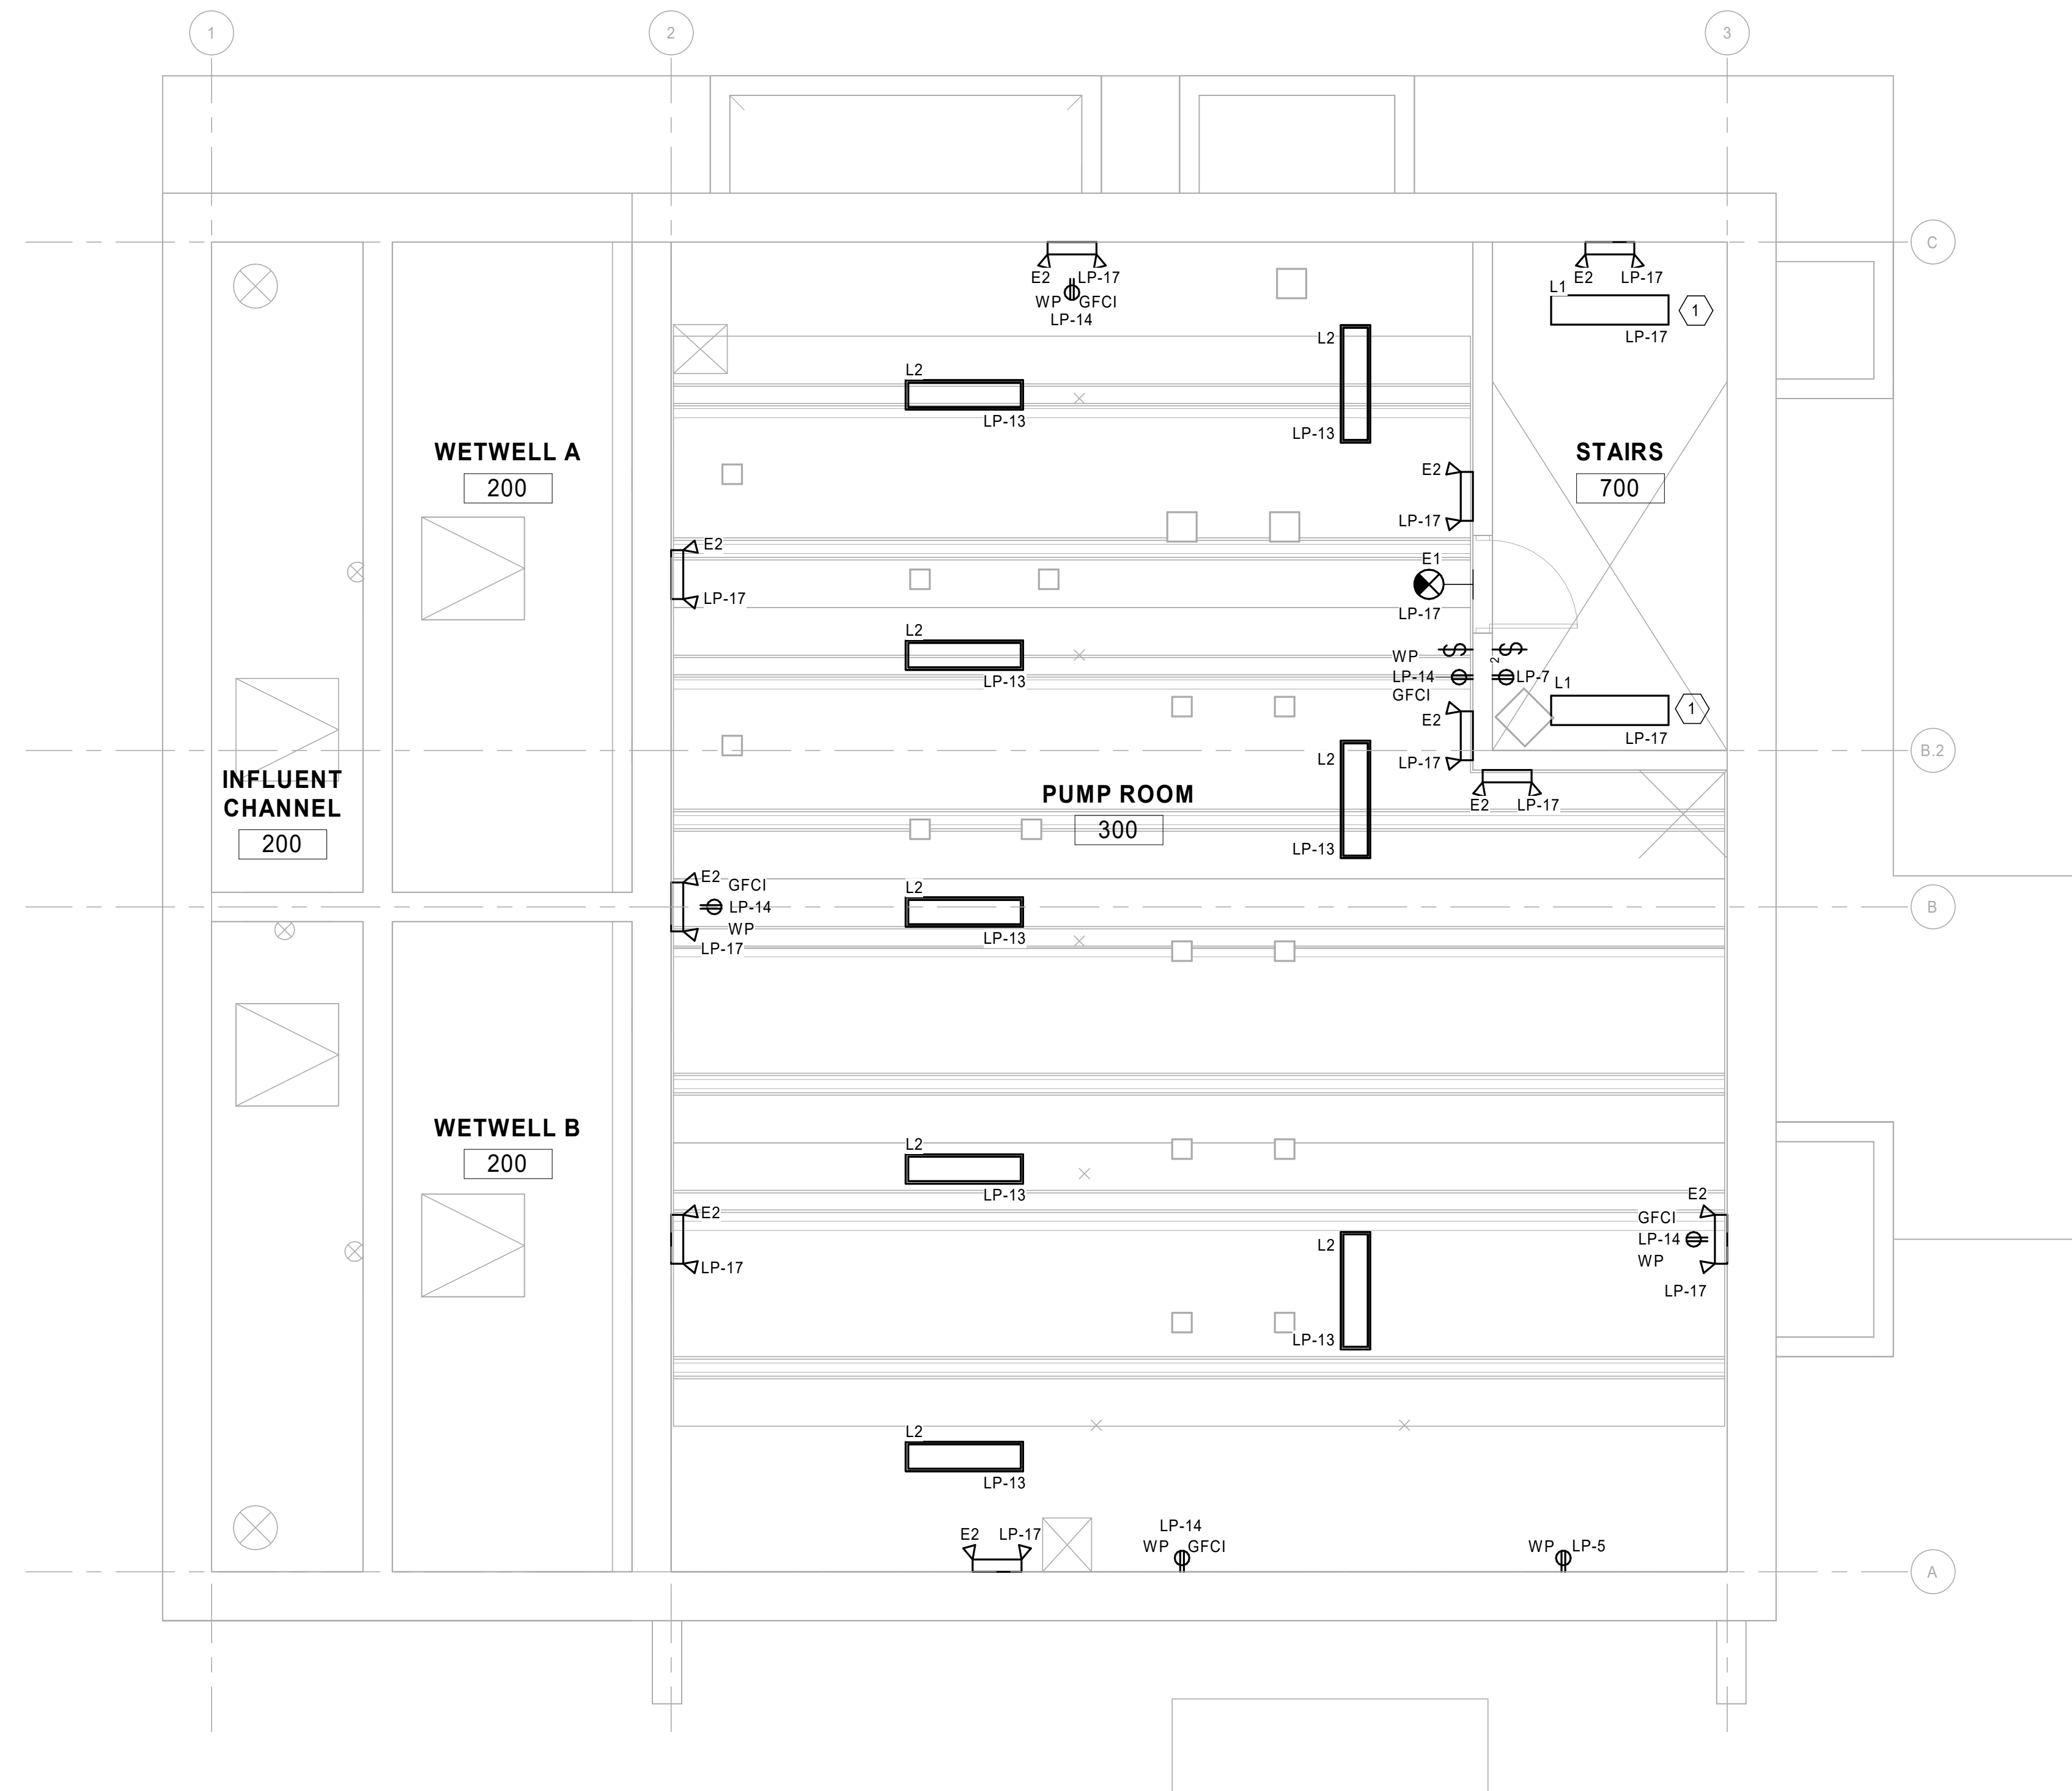 1
2
3
C
E2
LP-17
WP
GFCI
LP-14
E2
LP-17
L1
1
LP-17
L2
LP-13
L2
LP-13
WETWELL A
200
STAIRS
700
E2
LP-17
E2
LP-17
E1
LP-17
L2
LP-13
WP
S
S
2
LP-14
LP-7
GFCI
L1
1
LP-17
E2
LP-17
B.2
E2
LP-17
INFLUENT
CHANNEL
200
PUMP ROOM
300
L2
LP-13
E2
GFCI
LP-14
WP
LP-17
L2
LP-13
B
WETWELL B
200
L2
LP-13
E2
LP-17
E2
GFCI
LP-14
WP
LP-17
L2
LP-13
L2
LP-13
E2
LP-17
LP-14
WP
GFCI
WP
LP-5
A